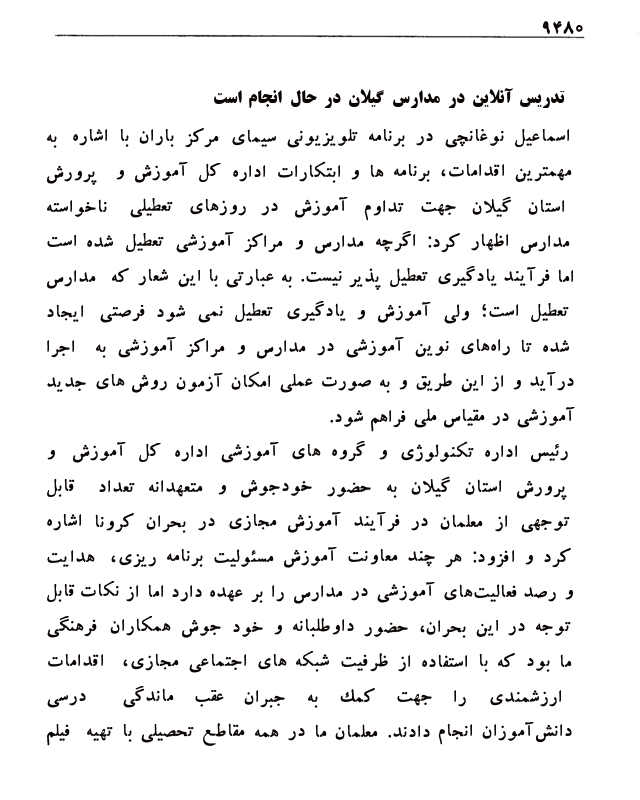 ۹۴۸۰
تدریس آنلاین در مدارس گیلان در حال انجام است
اسماعیل نوغانچی در برنامه تلویزیونی سیمای مرکز باران با اشاره به
مهمترین اقدامات، برنامه ها و ابتکارات اداره کل آموزش و پرورش
استان گیلان جهت تداوم آموزش در روزهای تعطیلی ناخواسته
مدارس اظهار کرد: اگرچه مدارس و مراکز آموزشی تعطیل شده است
اما فرآیند یادگیری تعطیل پذیر نیست. به عبارتی با این شعار که مدارس
تعطیل است؛ ولی آموزش و یادگیری تعطیل نمی شود فرصتی ایجاد
شده تا راه‌های نوین آموزشی در مدارس و مراکز آموزشی به اجرا
درآید و از این طریق و به صورت عملی امکان آزمون روش های جدید
آموزشی در مقیاس ملی فراهم شود.
رئیس اداره تکنولوژی و گروه های آموزشی اداره کل آموزش و
پرورش استان گیلان به حضور خودجوش و متعهدانه تعداد قابل
توجهی از معلمان در فرآیند آموزش مجازی در بحران کرونا اشاره
کرد و افزود: هر چند معاونت آموزش مسئولیت برنامه ریزی، هدایت
و رصد فعالیت‌های آموزشی در مدارس را بر عهده دارد اما از نکات قابل
توجه در این بحران، حضور داوطلبانه و خود جوش همکاران فرهنگی
ما بود که با استفاده از ظرفیت شبکه های اجتماعی مجازی، اقدامات
ارزشمندی را جهت کمک به جبران عقب ماندگی درسی
دانش‌آموزان انجام دادند. معلمان ما در همه مقاطع تحصیلی با تهیه فیلم